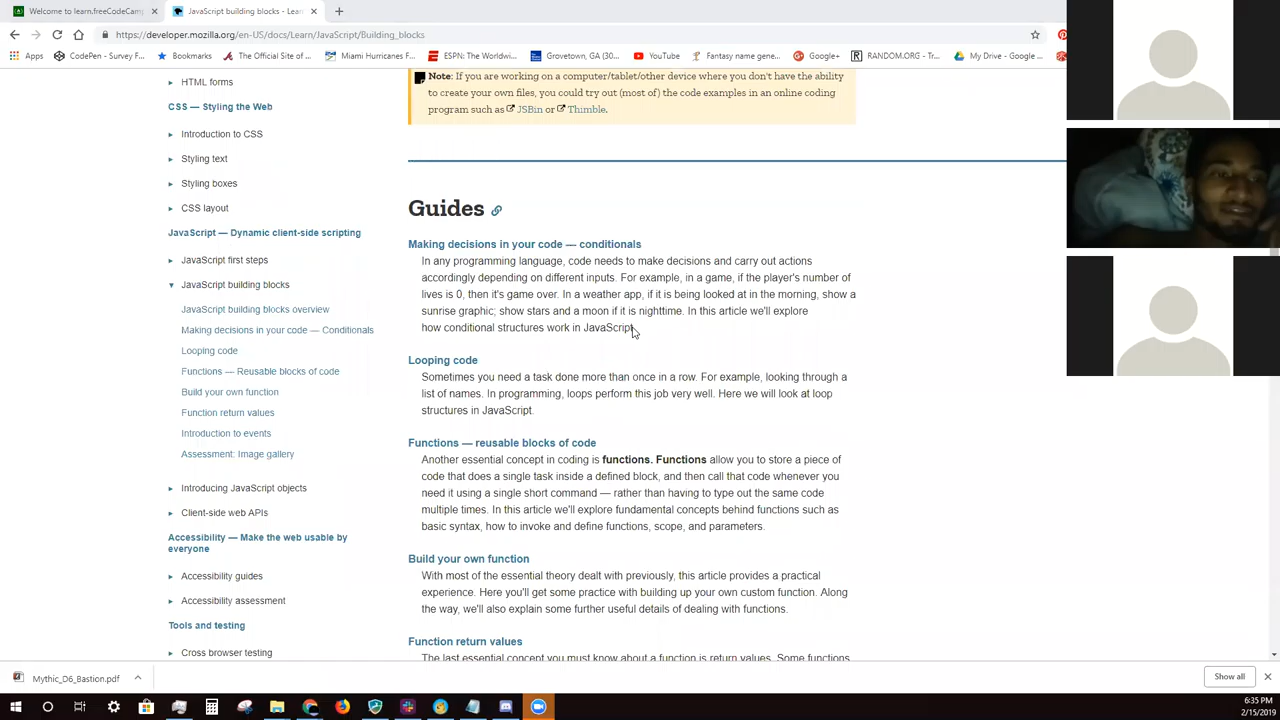 Welcome to learn.freeCodeCamp
JavaScript building blocks - Lear
https://developer.mozilla.org/en-US/docs/Learn/JavaScript/Building_blocks
Apps
CodePen - Survey F...
Bookmarks
The Official Site of ...
Miami Hurricanes F...
ESPN: The Worldwi...
Grovetown, GA (30...
YouTube
Fantasy name gene...
Google+
RANDOM.ORG - Tr...
My Drive - Google ...
HTML forms
CSS — Styling the Web
Introduction to CSS
Styling text
Styling boxes
CSS layout
JavaScript — Dynamic client-side scripting
JavaScript first steps
JavaScript building blocks
JavaScript building blocks overview
Making decisions in your code — Conditionals
Looping code
Functions — Reusable blocks of code
Build your own function
Function return values
Introduction to events
Assessment: Image gallery
Introducing JavaScript objects
Client-side web APIs
Accessibility — Make the web usable by
everyone
Accessibility guides
Accessibility assessment
Tools and testing
Cross browser testing
Note: If you are working on a computer/tablet/other device where you don't have the ability
to create your own files, you could try out (most of) the code examples in an online coding
program such as JSBin or Thimble.
Guides
Making decisions in your code — conditionals
In any programming language, code needs to make decisions and carry out actions
accordingly depending on different inputs. For example, in a game, if the player's number of
lives is 0, then it's game over. In a weather app, if it is being looked at in the morning, show a
sunrise graphic; show stars and a moon if it is nighttime. In this article we'll explore
how conditional structures work in JavaScript.
Looping code
Sometimes you need a task done more than once in a row. For example, looking through a
list of names. In programming, loops perform this job very well. Here we will look at loop
structures in JavaScript.
Functions — reusable blocks of code
Another essential concept in coding is functions. Functions allow you to store a piece of
code that does a single task inside a defined block, and then call that code whenever you
need it using a single short command — rather than having to type out the same code
multiple times. In this article we'll explore fundamental concepts behind functions such as
basic syntax, how to invoke and define functions, scope, and parameters.
Build your own function
With most of the essential theory dealt with previously, this article provides a practical
experience. Here you'll get some practice with building up your own custom function. Along
the way, we'll also explain some further useful details of dealing with functions.
Function return values
The last essential concept you must know about a function is return values. Some functions
Mythic_D6_Bastion.pdf
Show all
6:35 PM
2/15/2019